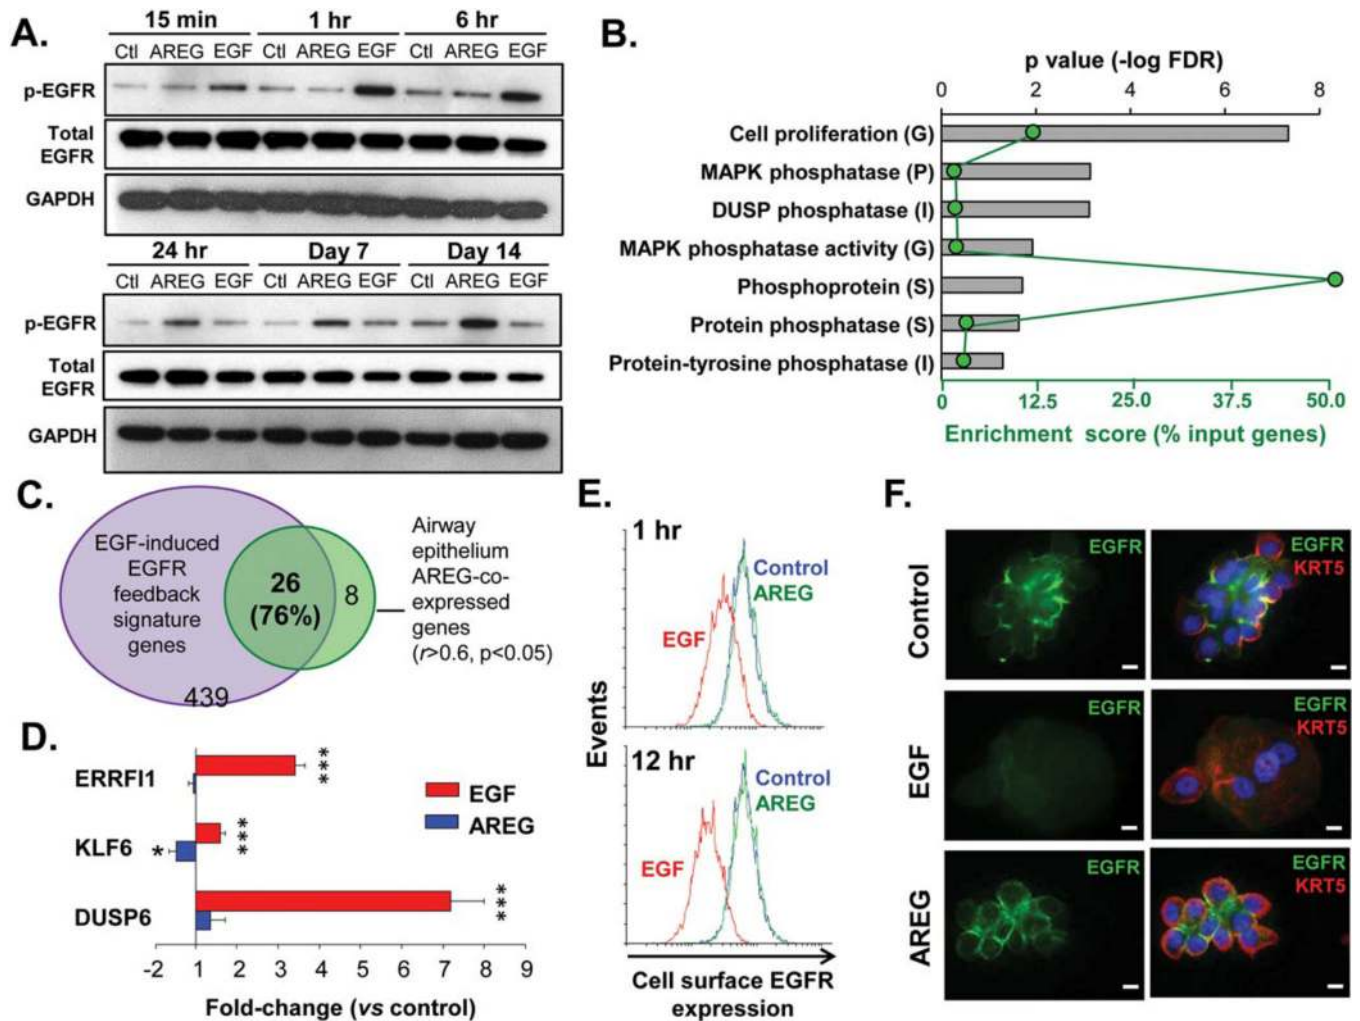 A.
15 min 1 hr 6 hr
Ctl AREG EGF Ctl AREG EGF Ctl AREG EGF
p-EGFR
Total
EGFR
GAPDH
24 hr Day 7 Day 14
Ctl AREG EGF Ctl AREG EGF Ctl AREG EGF
p-EGFR
Total
EGFR
GAPDH
B.
p value (-log FDR)
0 2 4 6 8
Cell proliferation (G)
MAPK phosphatase (P)
DUSP phosphatase (I)
MAPK phosphatase activity (G)
Phosphoprotein (S)
Protein phosphatase (S)
Protein-tyrosine phosphatase (I)
0 12.5 25.0 37.5 50.0
Enrichment score (% input genes)
C.
EGF-induced
EGFR
feedback
signature
genes
439
26
(76%)
8
Airway
epithelium
AREG-co-
expressed
genes
(r>0.6, p<0.05)
D.
ERRFI1
***
KLF6
*
***
DUSP6
***
EGF
AREG
-2 1 2 3 4 5 6 7 8 9
Fold-change (vs control)
E.
Events
1 hr
Control
AREG
EGF
12 hr
Control
AREG
EGF
Cell surface EGFR
expression
F.
Control
EGFR
EGFR
KRT5
EGF
EGFR
EGFR
KRT5
AREG
EGFR
EGFR
KRT5